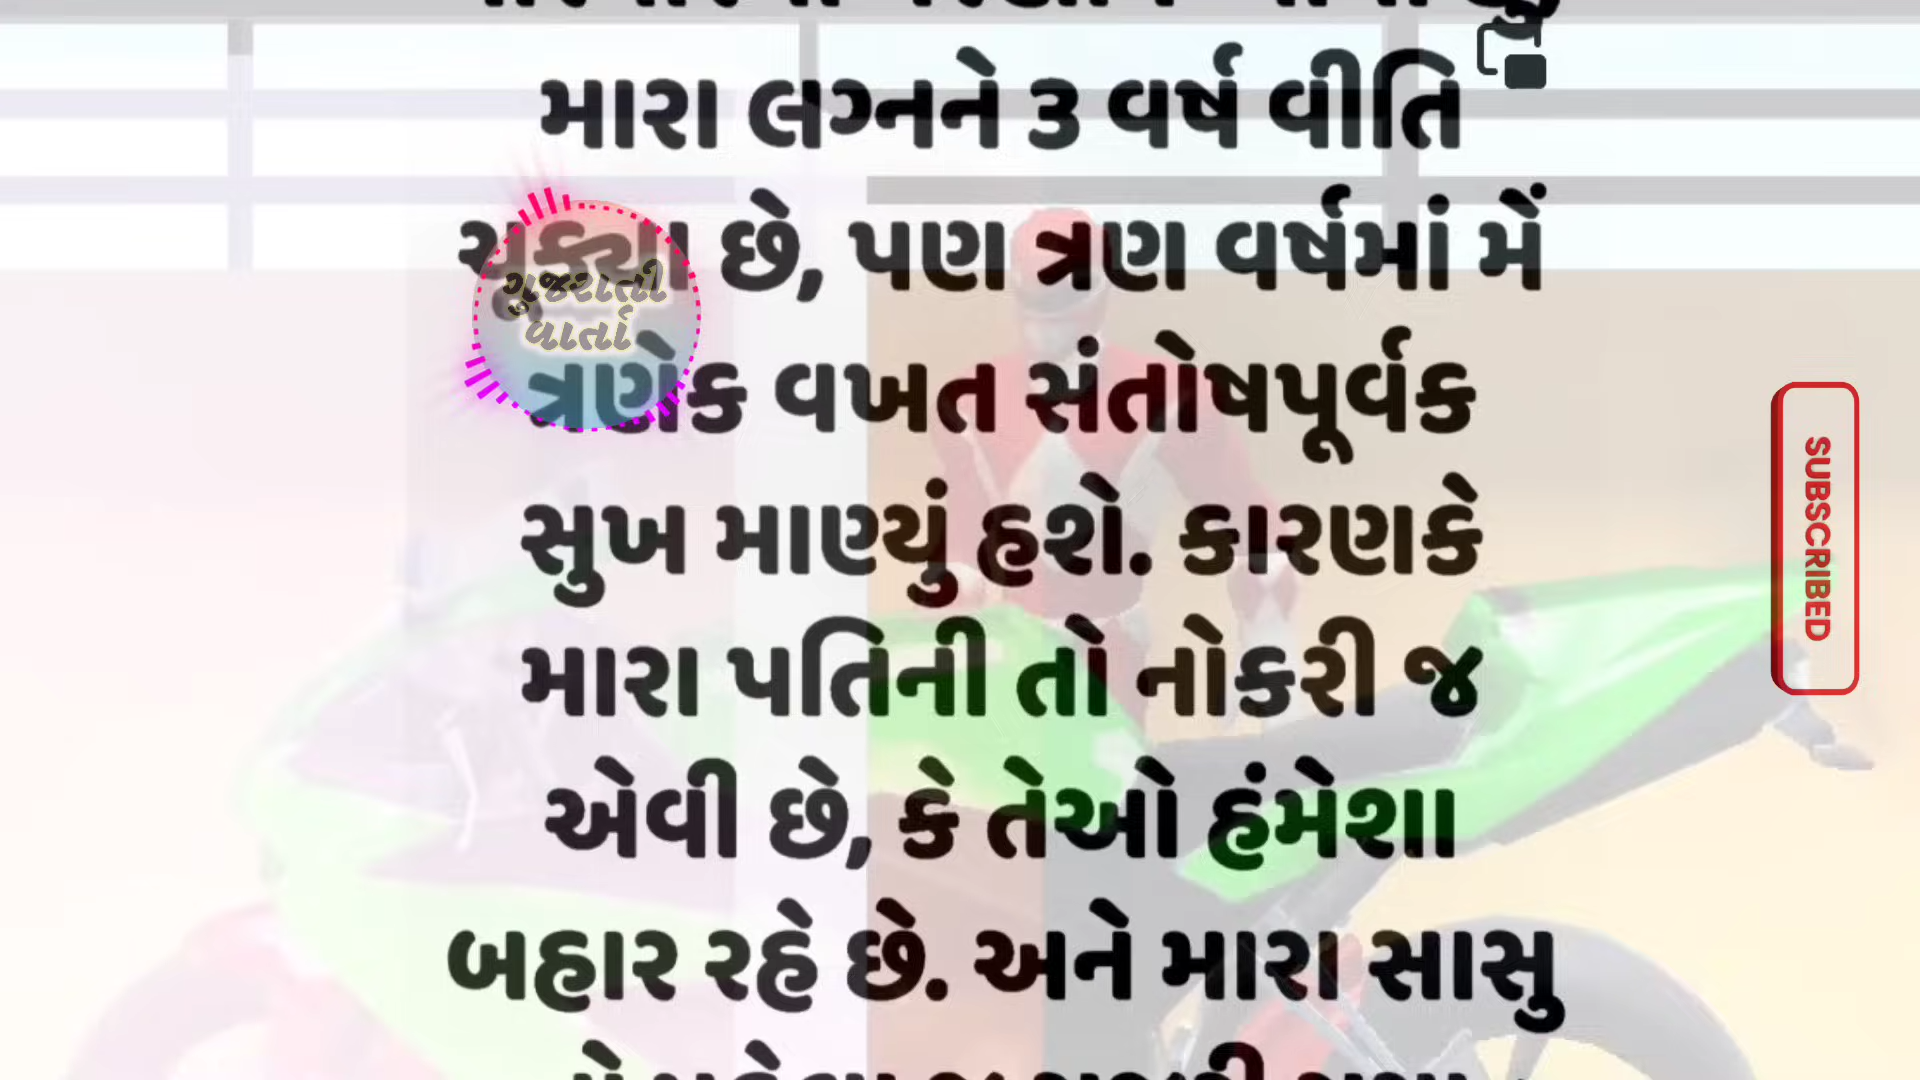 મારા લગ્નને ૩ વર્ષ વીતિ
ચુક્યા છે, પણ ત્રણ વર્ષમાં મેં
ત્રણેક વખત સંતોષપૂર્વક
સુખ માણ્યું હશે. કારણકે
મારા પતિની તો નોકરી જ
એવી છે, કે તેઓ હંમેશા
બહાર રહે છે. અને મારા સાસુ
ગુજરાતી
વાર્તા
SUBSCRIBED